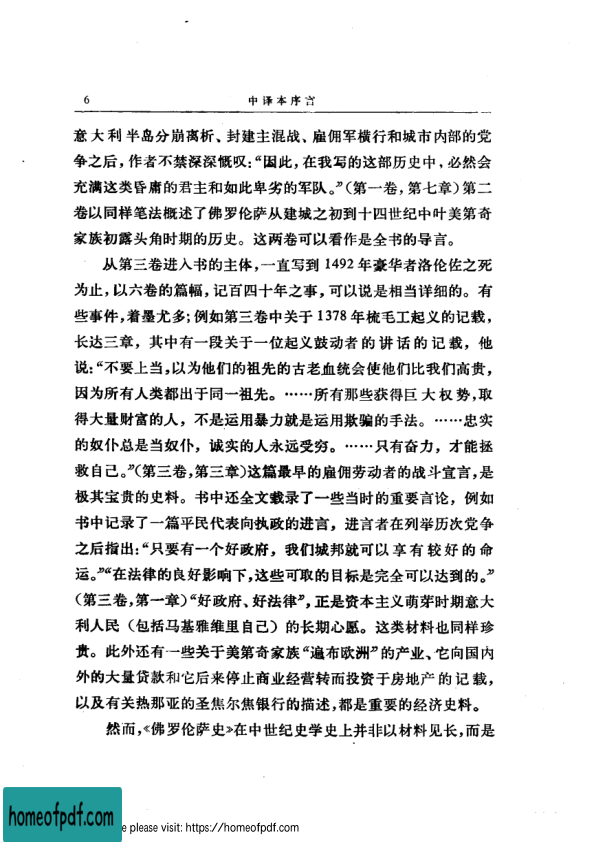 6 中译本序言
意大利半岛分崩离析、封建主混战、雇佣军横行和城市内部的党
争之后，作者不禁深深慨叹：“因此，在我写的这部历史中，必然会
充满这类昏庸的君主和如此卑劣的军队。”（第一卷，第七章）第二
卷以同样笔法概述了佛罗伦萨从建城之初到十四世纪中叶美第奇
家族初露头角时期的历史。这两卷可以看作是全书的导言。
从第三卷进入书的主体，一直写到1492年豪华者洛伦佐之死
为止，以六卷的篇幅，记百四十年之事，可以说是相当详细的。有
些事件，着墨尤多；例如第三卷中关于1378年梳毛工起义的记载，
长达三章，其中有一段关于一位起义鼓动者的讲话的记载，他
说：“不要上当，以为他们的祖先的古老血统会使他们比我们高贵，
因为所有人类都出于同一祖先。……所有那些获得巨大权势，取
得大量财富的人，不是运用暴力就是运用欺骗的手法。……忠实
的奴仆总是当奴仆，诚实的人永远受穷。……只有奋力，才能拯
救自己。”（第三卷，第三章）这篇最早的雇佣劳动者的战斗宣言，是
极其宝贵的史料。书中还全文载录了一些当时的重要言论，例如
书中记录了一篇平民代表向执政的进言，进言者在列举历次党争
之后指出：“只要有一个好政府，我们城邦就可以享有较好的命
运。”“在法律的良好影响下，这些可取的目标是完全可以达到的。”
（第三卷，第一章）“好政府、好法律”，正是资本主义萌芽时期意大
利人民（包括马基雅维里自己）的长期心愿。这类材料也同样珍
贵。此外还有一些关于美第奇家族“遍布欧洲”的产业、它向国内
外的大量贷款和它后来停止商业经营转而投资于房地产的记载，
以及有关热那亚的圣焦尔焦银行的描述，都是重要的经济史料。
然而，《佛罗伦萨史》在中世纪史学史上并非以材料见长，而是
homeofpdf.com
e please visit: https://homeofpdf.com